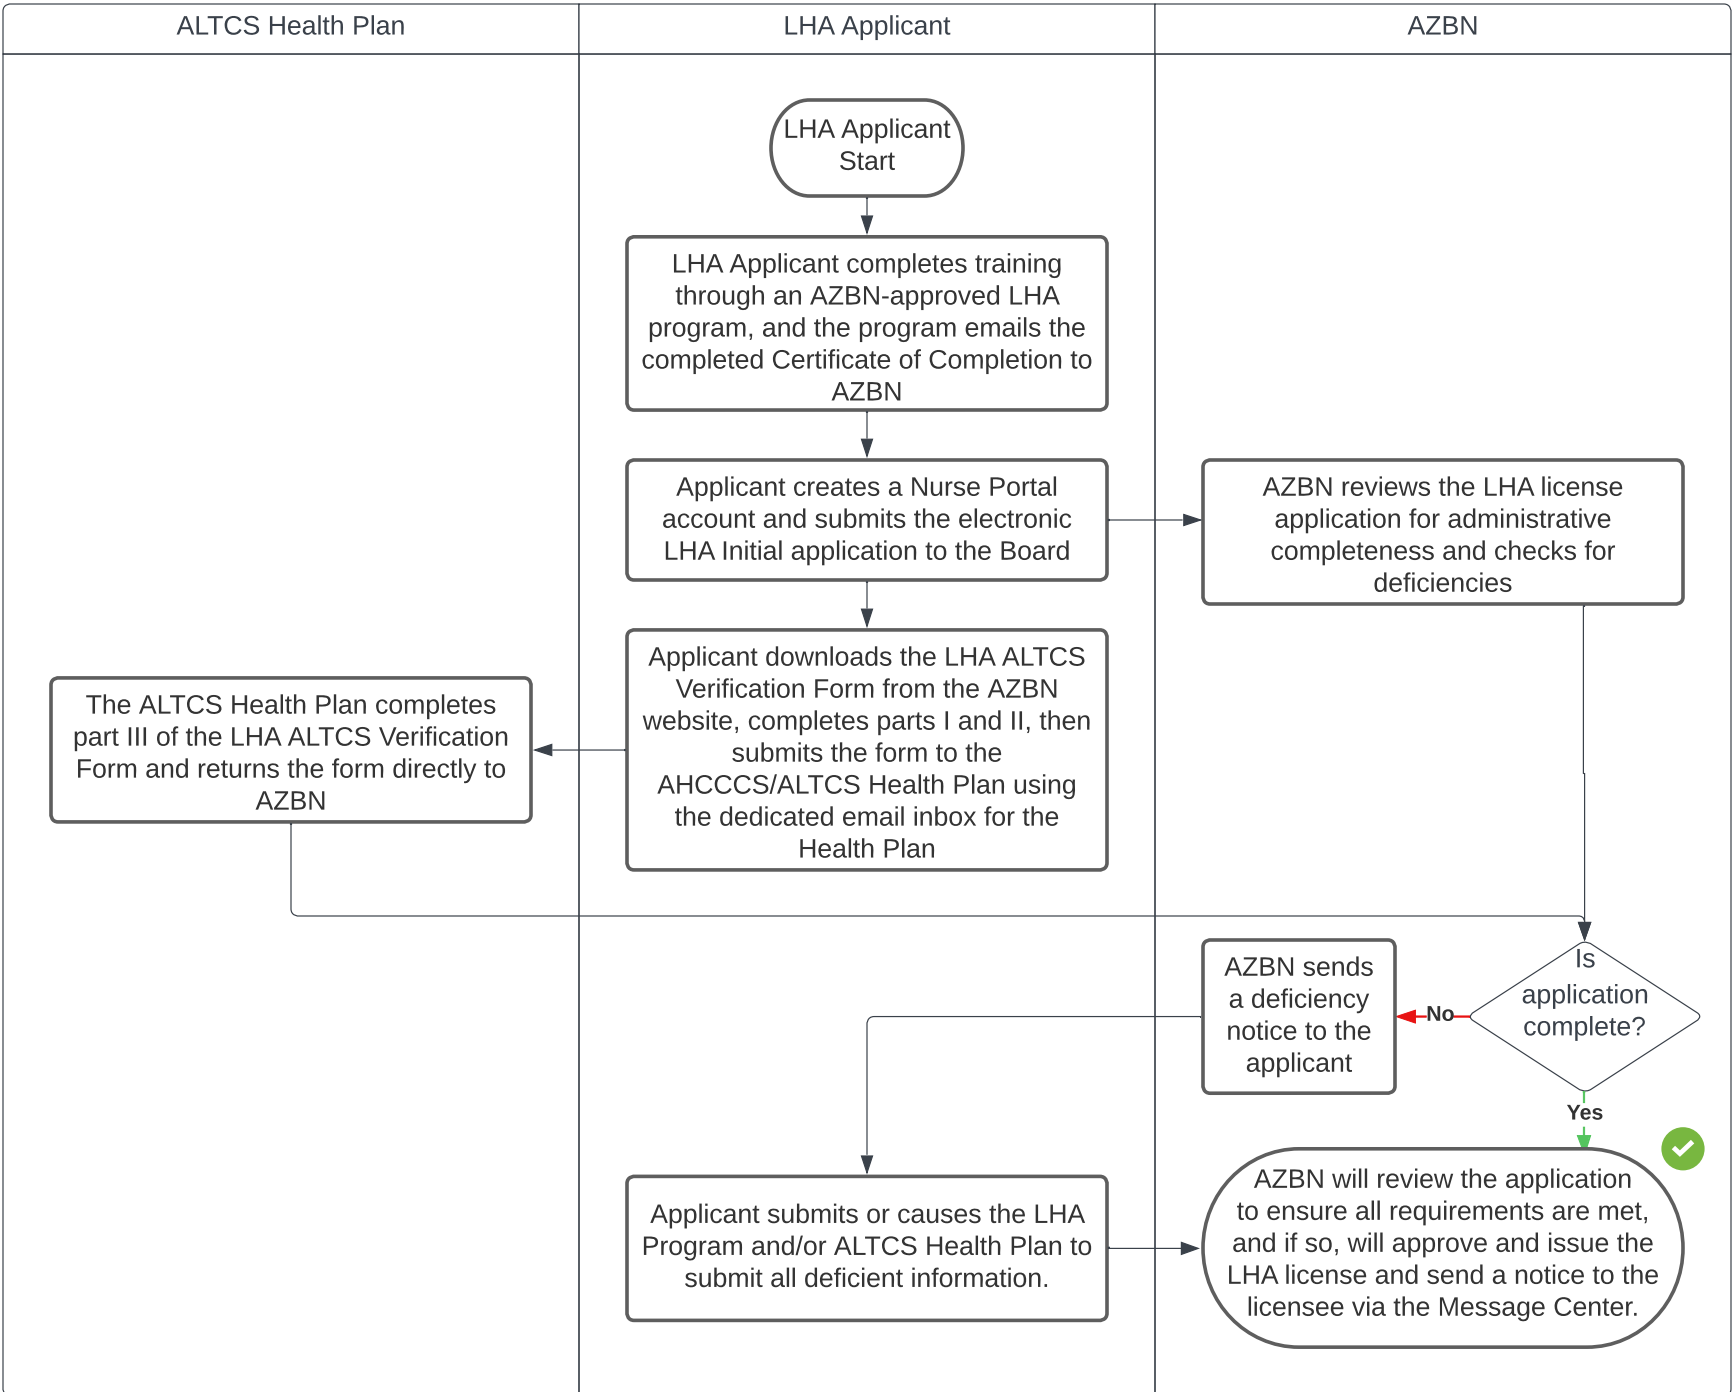 ALTCS Health Plan
LHA Applicant
AZBN
LHA Applicant
Start
LHA Applicant completes training
through an AZBN-approved LHA
program, and the program emails the
completed Certificate of Completion to
AZBN
Applicant creates a Nurse Portal
account and submits the electronic
LHA Initial application to the Board
AZBN reviews the LHA license
application for administrative
completeness and checks for
deficiencies
Applicant downloads the LHA ALTCS
Verification Form from the AZBN
website, completes parts I and II, then
submits the form to the
AHCCCS/ALTCS Health Plan using
the dedicated email inbox for the
Health Plan
The ALTCS Health Plan completes
part III of the LHA ALTCS Verification
Form and returns the form directly to
AZBN
Is
application
complete?
No
AZBN sends
a deficiency
notice to the
applicant
Yes
Applicant submits or causes the LHA
Program and/or ALTCS Health Plan to
submit all deficient information.
AZBN will review the application
to ensure all requirements are met,
and if so, will approve and issue the
LHA license and send a notice to the
licensee via the Message Center.